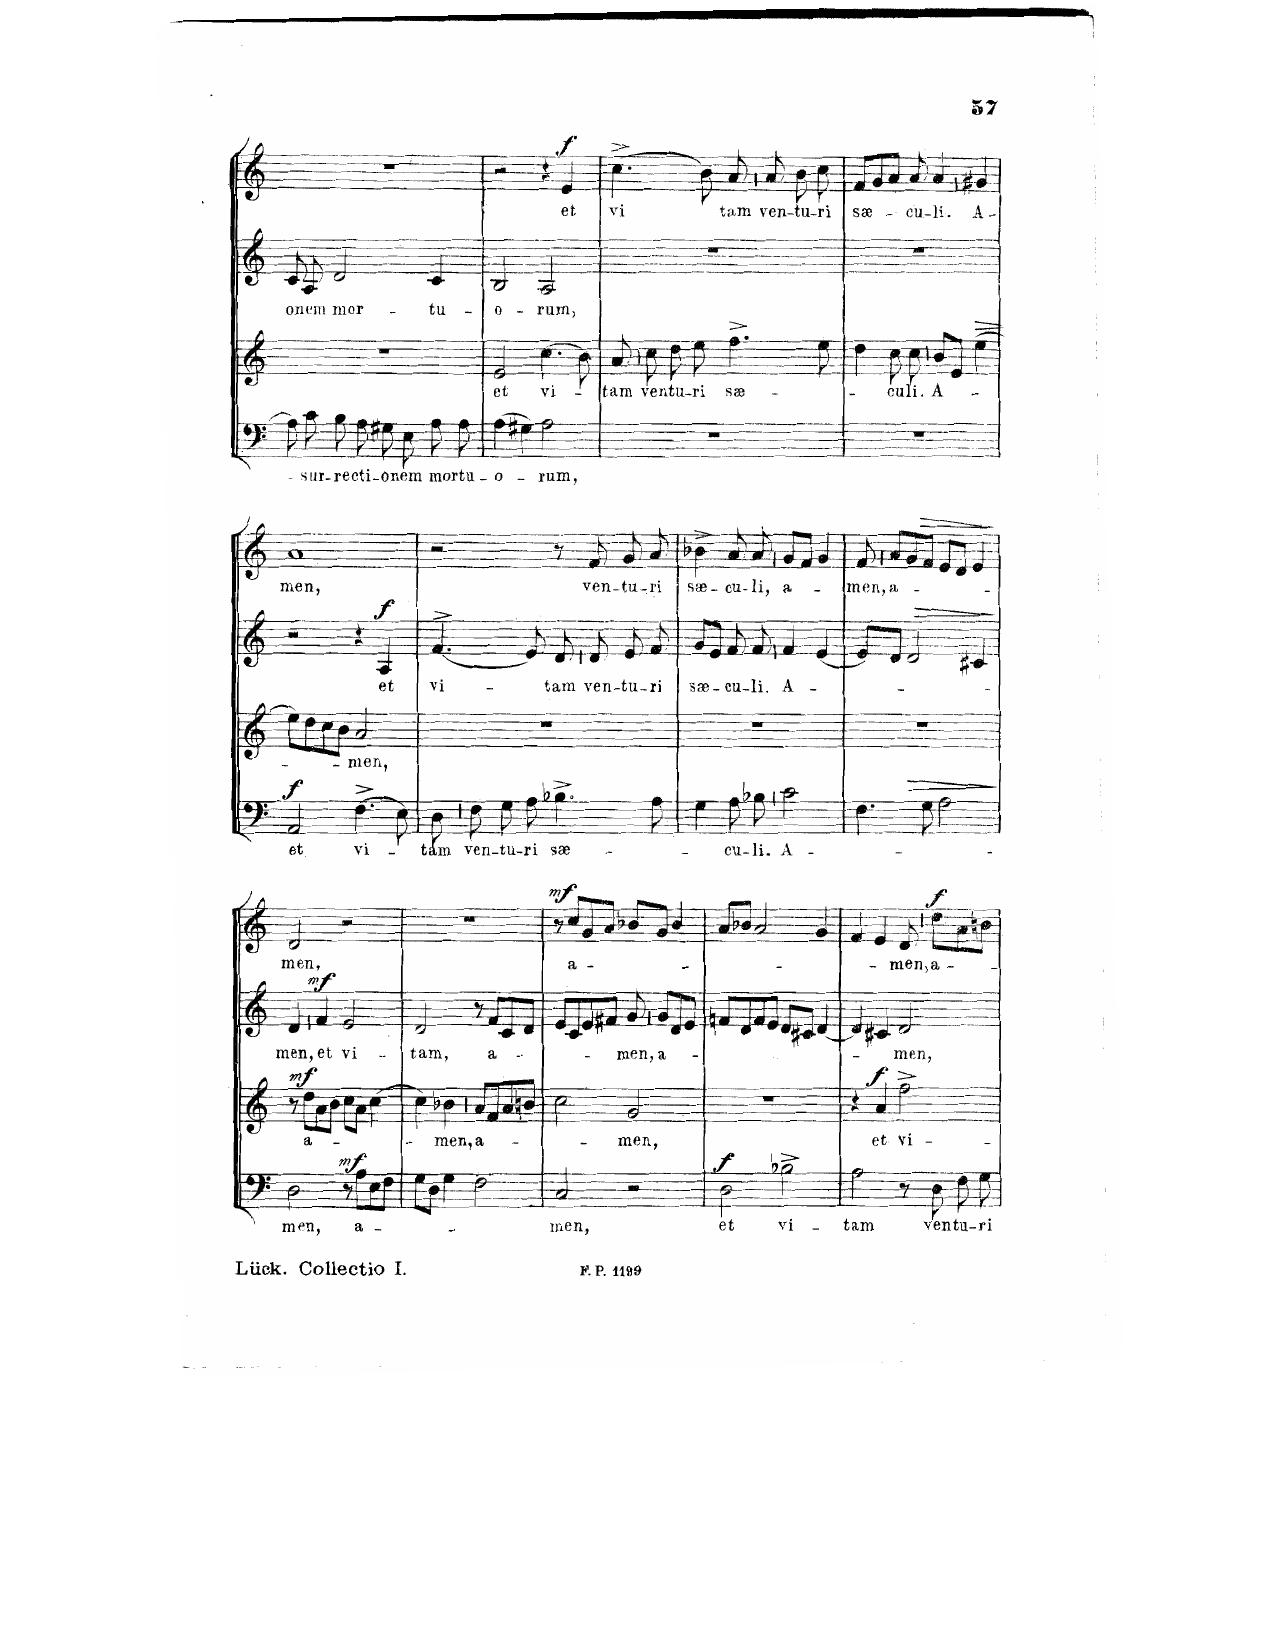 57
f
et vi tam ven-tu-ri sæ - cu-li. A-
onem mor - tu - o - rum,
et vi - tam ventu-ri sæ - - culi. A -
- sur-recti-onem mortu - o - rum,
men, ven-tu-ri sæ- cu-li, a - men, a -
f
et vi - tam ven-tu-ri sæ-cu-li. A -
- - men,
f
et vi - tam ven-tu-ri sæ - - cu-li. A -
mf f
men, a - - - - men, a -
mf
men, et vi - tam, a - - men, a - - men,
mf f
a - - men, a - - men, et vi -
mf f
men, a - - men, et vi - tam ventu-ri
Lück. Collectio I. F. P. 1199